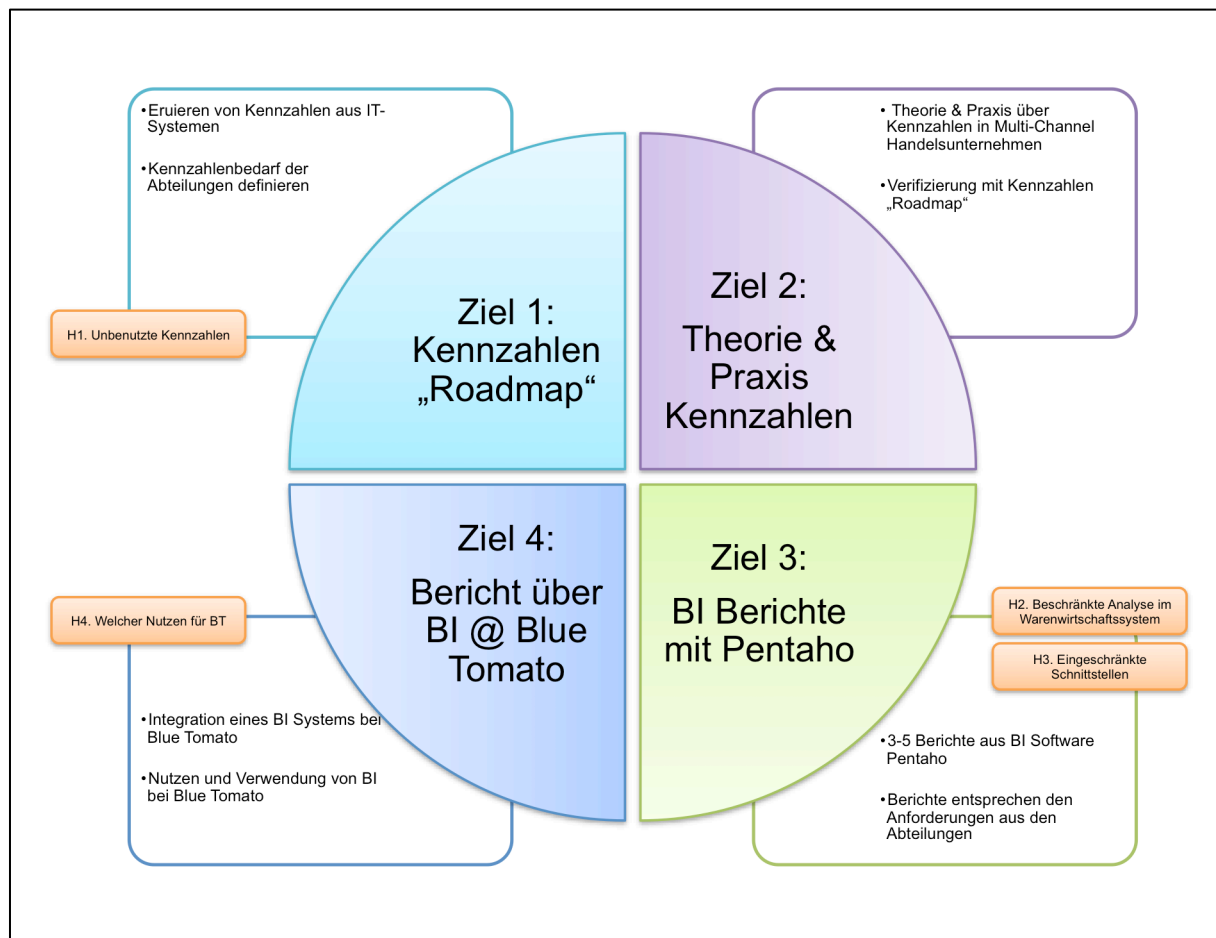 •Eruieren von Kennzahlen aus IT-
Systemen
•Kennzahlenbedarf der
Abteilungen definieren
H1. Unbenutzte Kennzahlen
Ziel 1:
Kennzahlen
„Roadmap“
• Theorie & Praxis über
Kennzahlen in Multi-Channel
Handelsunternehmen
•Verifizierung mit Kennzahlen
„Roadmap“
Ziel 2:
Theorie &
Praxis
Kennzahlen
Ziel 4:
Bericht über
BI @ Blue
Tomato
H4. Welcher Nutzen für BT
•Integration eines BI Systems bei
Blue Tomato
•Nutzen und Verwendung von BI
bei Blue Tomato
Ziel 3:
BI Berichte
mit Pentaho
H2. Beschränkte Analyse im
Warenwirtschaftssystem
H3. Eingeschränkte
Schnittstellen
•3-5 Berichte aus BI Software
Pentaho
•Berichte entsprechen den
Anforderungen aus den
Abteilungen